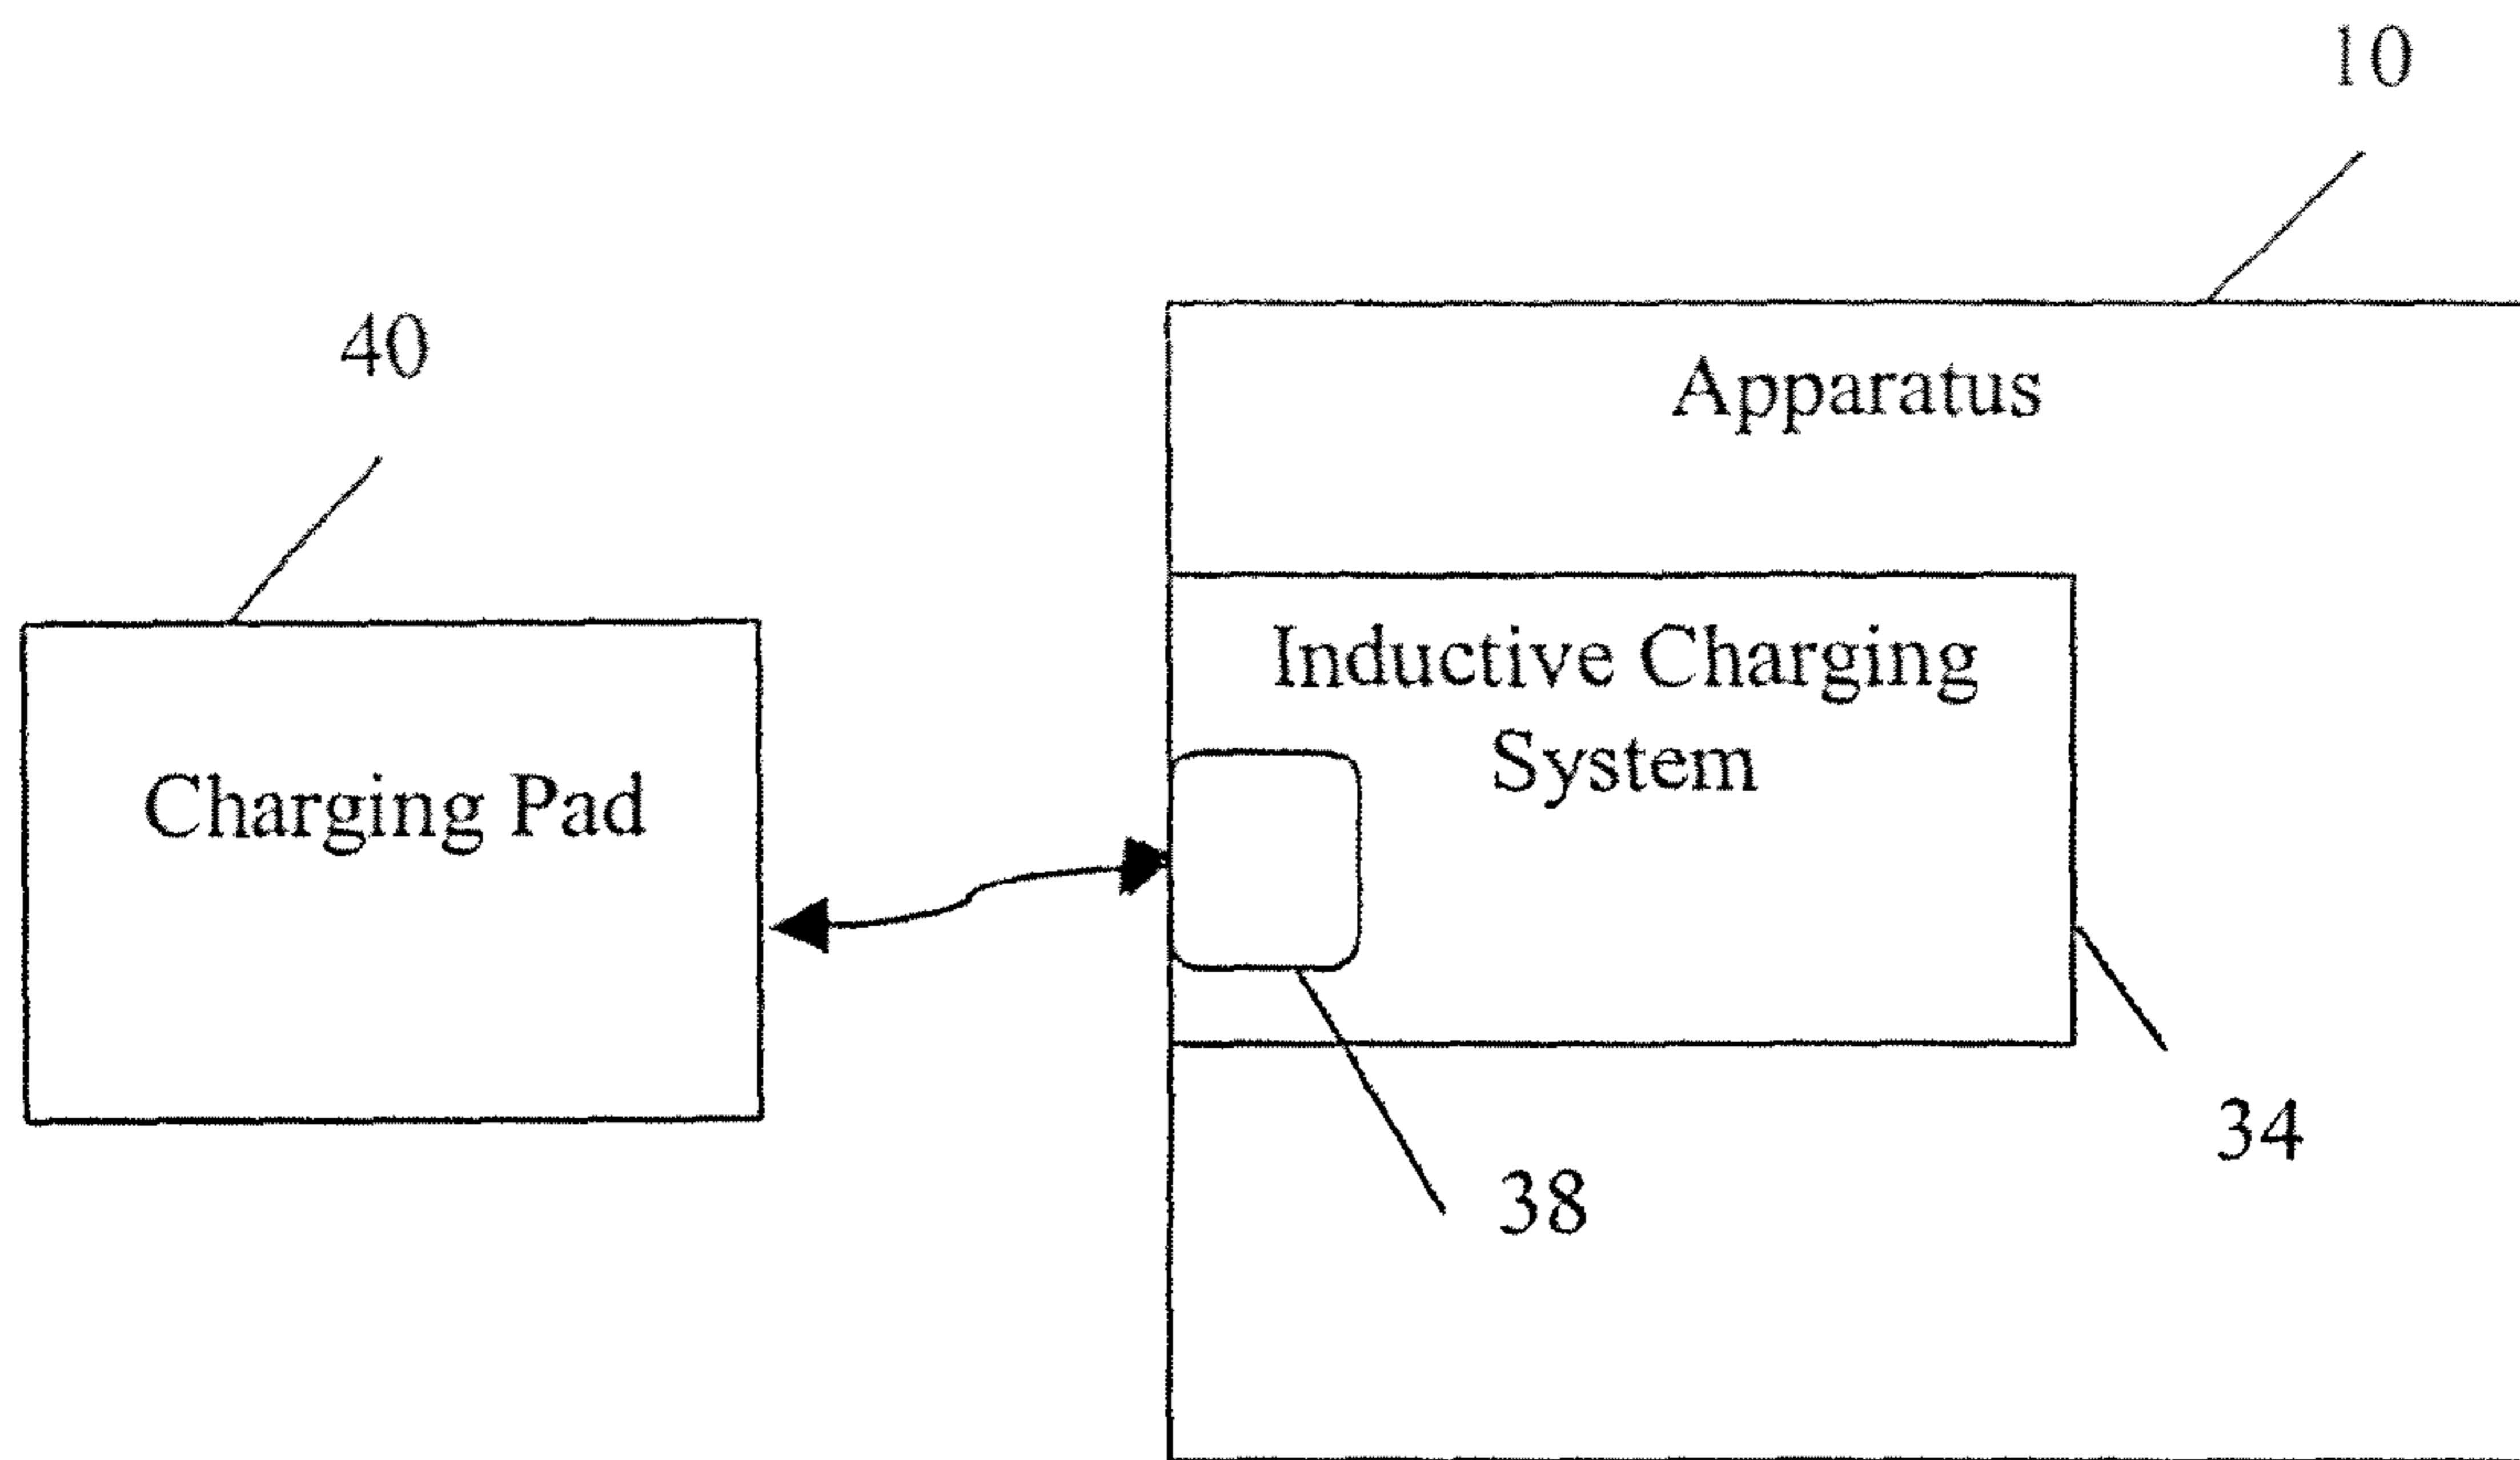 10
40
Apparatus
Inductive Charging
System
Charging Pad
34
38